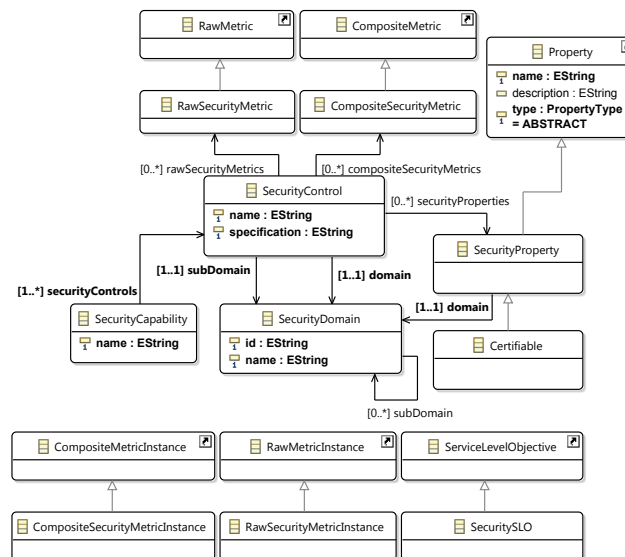 RawMetric
CompositeMetric
Property
name : EString
description : EString
type : PropertyType
= ABSTRACT
RawSecurityMetric
CompositeSecurityMetric
[0..*] rawSecurityMetrics
[0..*] compositeSecurityMetrics
SecurityControl
name : EString
specification : EString
[0..*] securityProperties
SecurityProperty
[1..1] subDomain
[1..1] domain
[1..*] securityControls
[1..1] domain
SecurityCapability
name : EString
SecurityDomain
id : EString
name : EString
Certifiable
[0..*] subDomain
CompositeMetricInstance
RawMetricInstance
ServiceLevelObjective
CompositeSecurityMetricInstance
RawSecurityMetricInstance
SecuritySLO